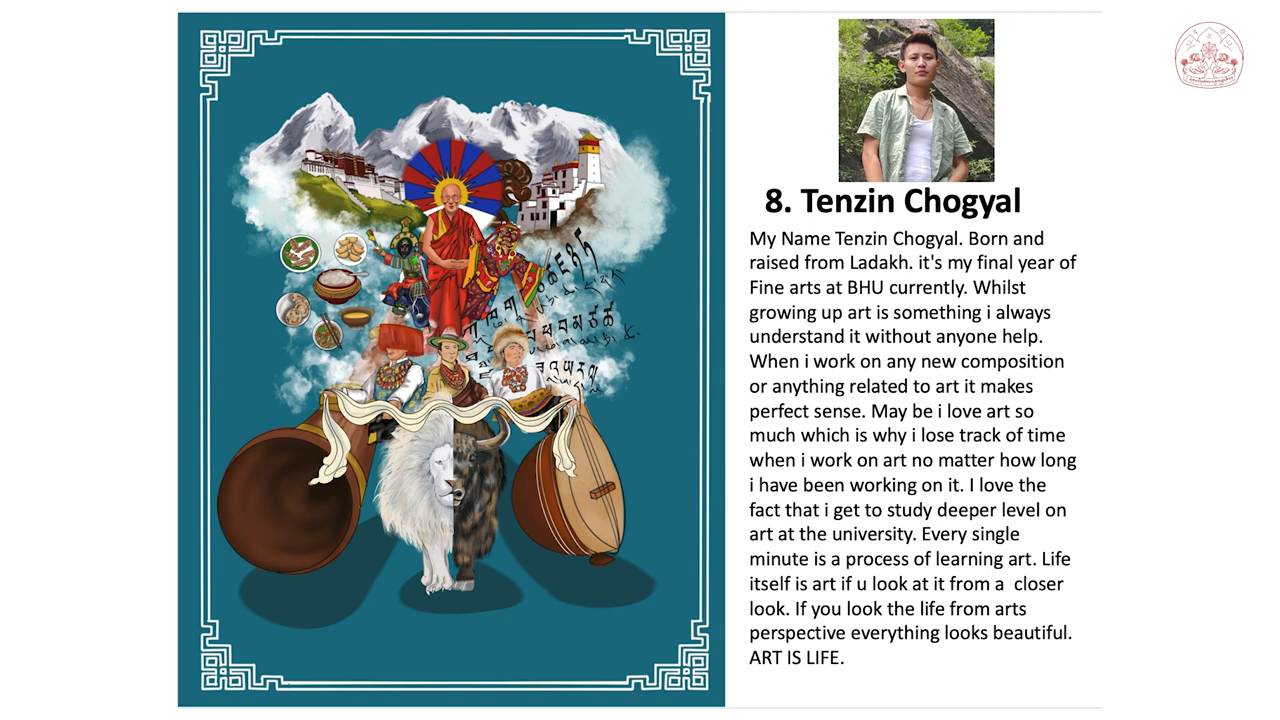 8. Tenzin Chogyal
My Name Tenzin Chogyal. Born and
raised from Ladakh. it's my final year of
Fine arts at BHU currently. Whilst
growing up art is something i always
understand it without anyone help.
When i work on any new composition
or anything related to art it makes
perfect sense. May be i love art so
much which is why i lose track of time
when i work on art no matter how long
i have been working on it. I love the
fact that i get to study deeper level on
art at the university. Every single
minute is a process of learning art. Life
itself is art if u look at it from a  closer
look. If you look the life from arts
perspective everything looks beautiful.
ART IS LIFE.